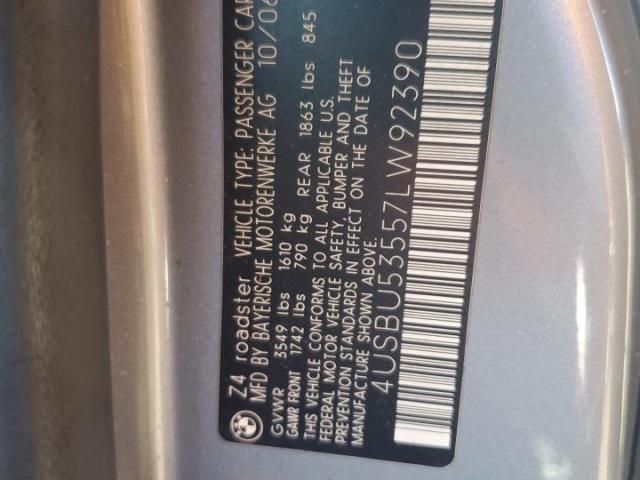 Z4 roadster VEHICLE TYPE: PASSENGER CAR
MFD BY BAYERISCHE MOTORENWERKE AG 10/06
GVWR 3549 lbs 1610 kg
GAWR FRONT 1742 lbs 790 kg REAR 1863 lbs 845
THIS VEHICLE CONFORMS TO ALL APPLICABLE U.S.
FEDERAL MOTOR VEHICLE SAFETY, BUMPER AND THEFT
PREVENTION STANDARDS IN EFFECT ON THE DATE OF
MANUFACTURE SHOWN ABOVE.
4USBU53557LW92390